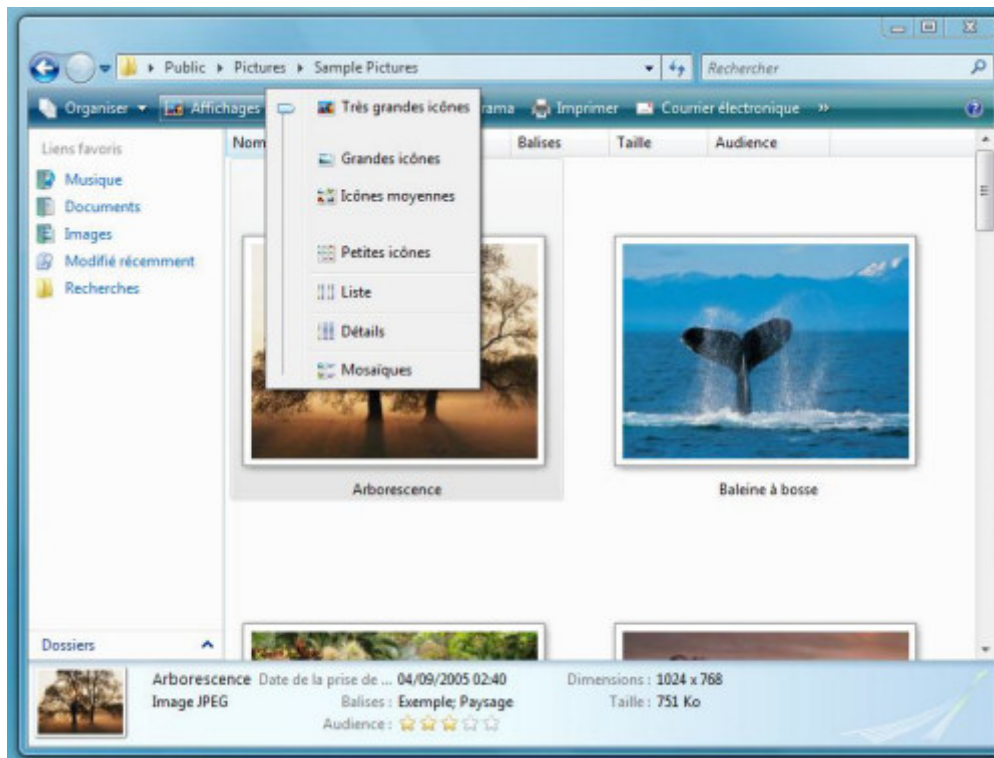 Public Pictures Sample Pictures
Rechercher
Organiser Affichages Imprimer Courrier électronique »
Nom Balises Taille Audience
Très grandes icônes
Grandes icônes
Icônes moyennes
Petites icônes
Liste
Détails
Mosaïques
Liens favoris
Musique
Documents
Images
Modifié récemment
Recherches
Arborescence
Baleine à bosse
Dossiers
Arborescence Date de la prise de ... 04/09/2005 02:40 Dimensions : 1024 x 768
Image JPEG Balises : Exemple; Paysage Taille : 751 Ko
Audience :